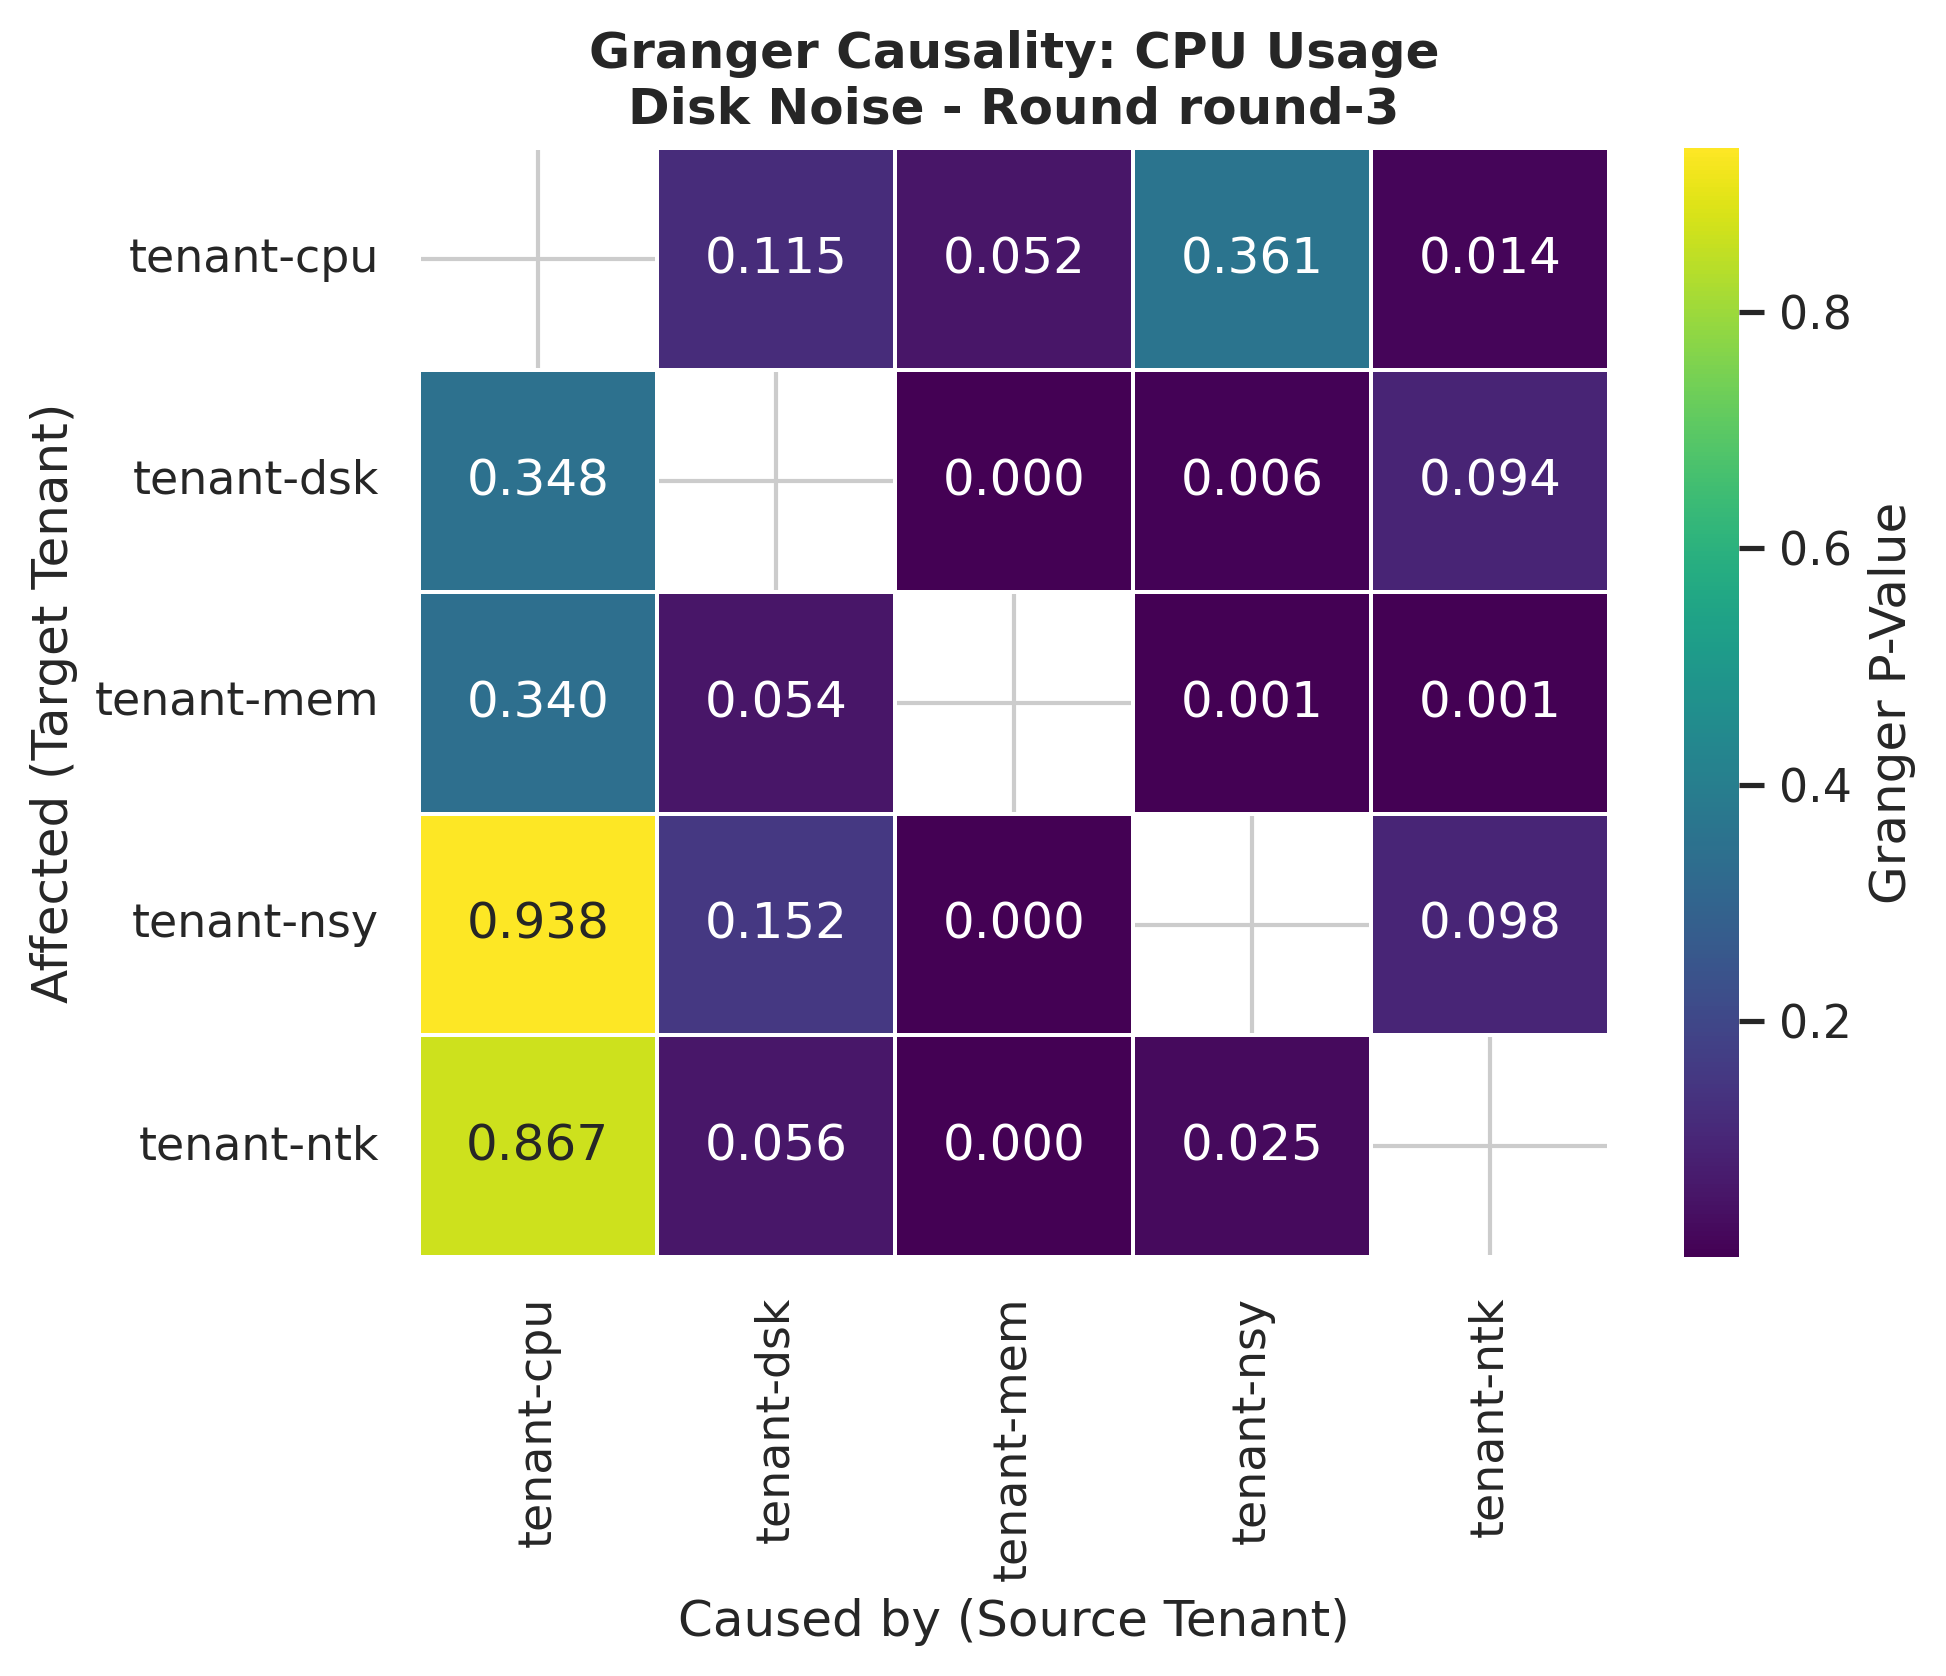 Granger Causality: CPU Usage
Disk Noise - Round round-3
Affected (Target Tenant)
tenant-cpu
0.115
0.052
0.361
0.014
tenant-dsk
0.348
0.000
0.006
0.094
tenant-mem
0.340
0.054
0.001
0.001
tenant-nsy
0.938
0.152
0.000
0.098
tenant-ntk
0.867
0.056
0.000
0.025
tenant-cpu
tenant-dsk
tenant-mem
tenant-nsy
tenant-ntk
Caused by (Source Tenant)
0.8
0.6
0.4
0.2
Granger P-Value